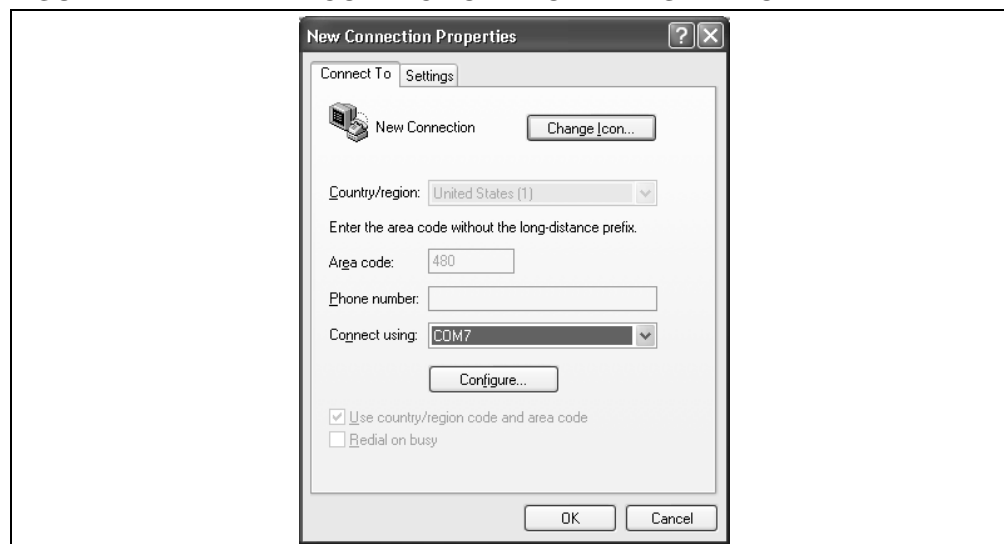 New Connection Properties
Connect To Settings
New Connection Change Icon...
Country/region: United States (1)
Enter the area code without the long-distance prefix.
Area code: 480
Phone number:
Connect using: COM7
Configure...
Use country/region code and area code
Redial on busy
OK Cancel